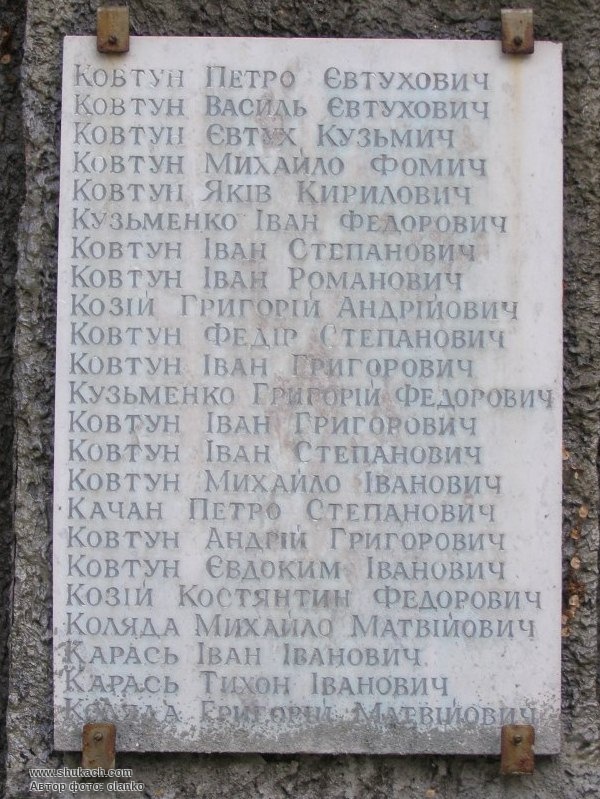 Ковтун Петро Євтухович
Ковтун Василь Євтухович
Ковтун Євтух Кузьмич
Ковтун Михайло Фомич
Ковтун Яків Кирилович
Кузьменко Іван Федорович
Ковтун Іван Степанович
Ковтун Іван Романович
Козій Григорій Андрійович
Ковтун Федір Степанович
Ковтун Іван Григорович
Кузьменко Григорій Федорович
Ковтун Іван Григорович
Ковтун Іван Степанович
Ковтун Михайло Іванович
Качан Петро Степанович
Ковтун Андрій Григорович
Ковтун Євдоким Іванович
Козій Костянтин Федорович
Коляда Михайло Матвійович
Карась Іван Іванович
Карась Тихон Іванович
Коляда Григорій Матвійович
www.shukach.com
Автор фото: olanko